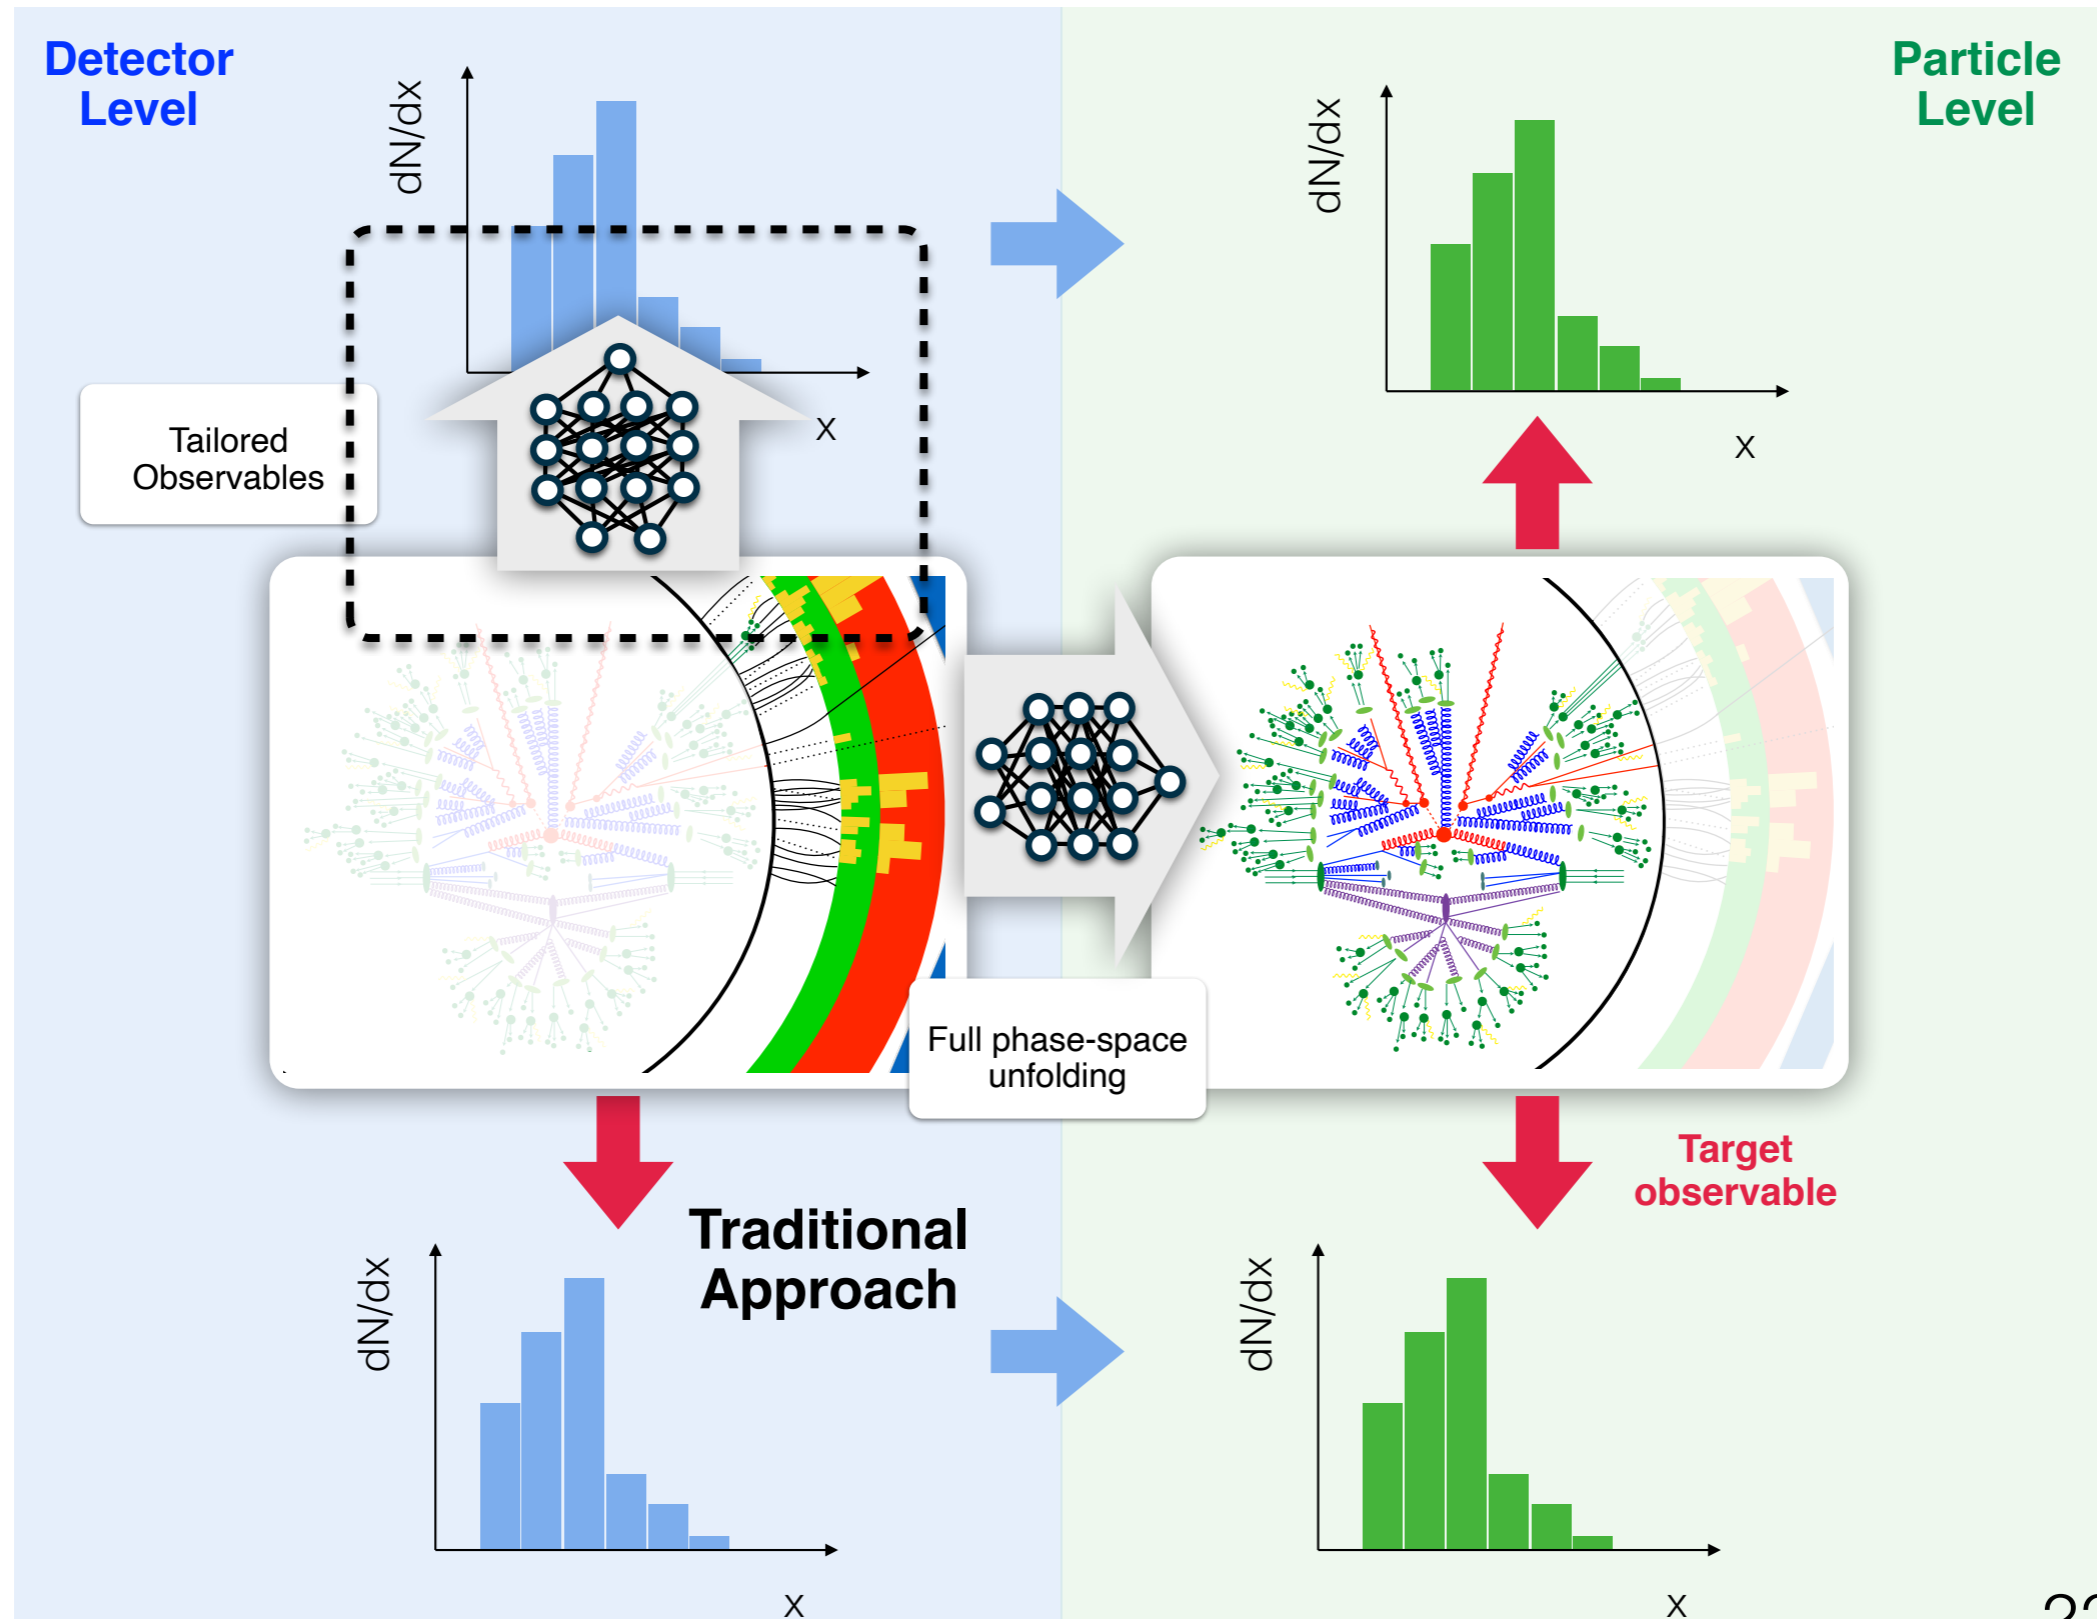 Detector
Level
Particle
Level
dN/dx
x
dN/dx
x
Tailored
Observables
Full phase-space
unfolding
Target
observable
Traditional
Approach
dN/dx
x
dN/dx
x